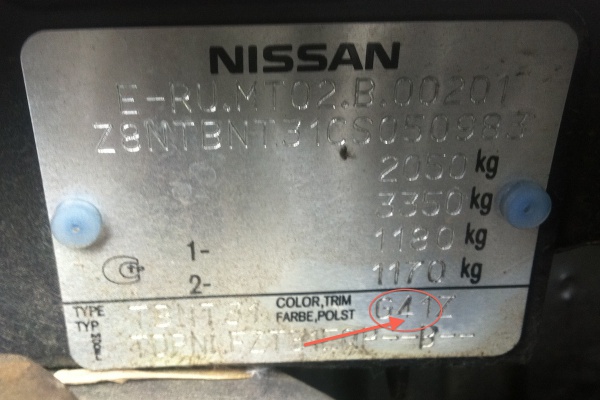 NISSAN
E-RU.MT02.B.00201
Z8NTBNT31CS050983
2050 kg
3350 kg
1- 1180 kg
2- 1170 kg
TYPE TBNT31 COLOR,TRIM G41Z
TYP FARBE,POLST